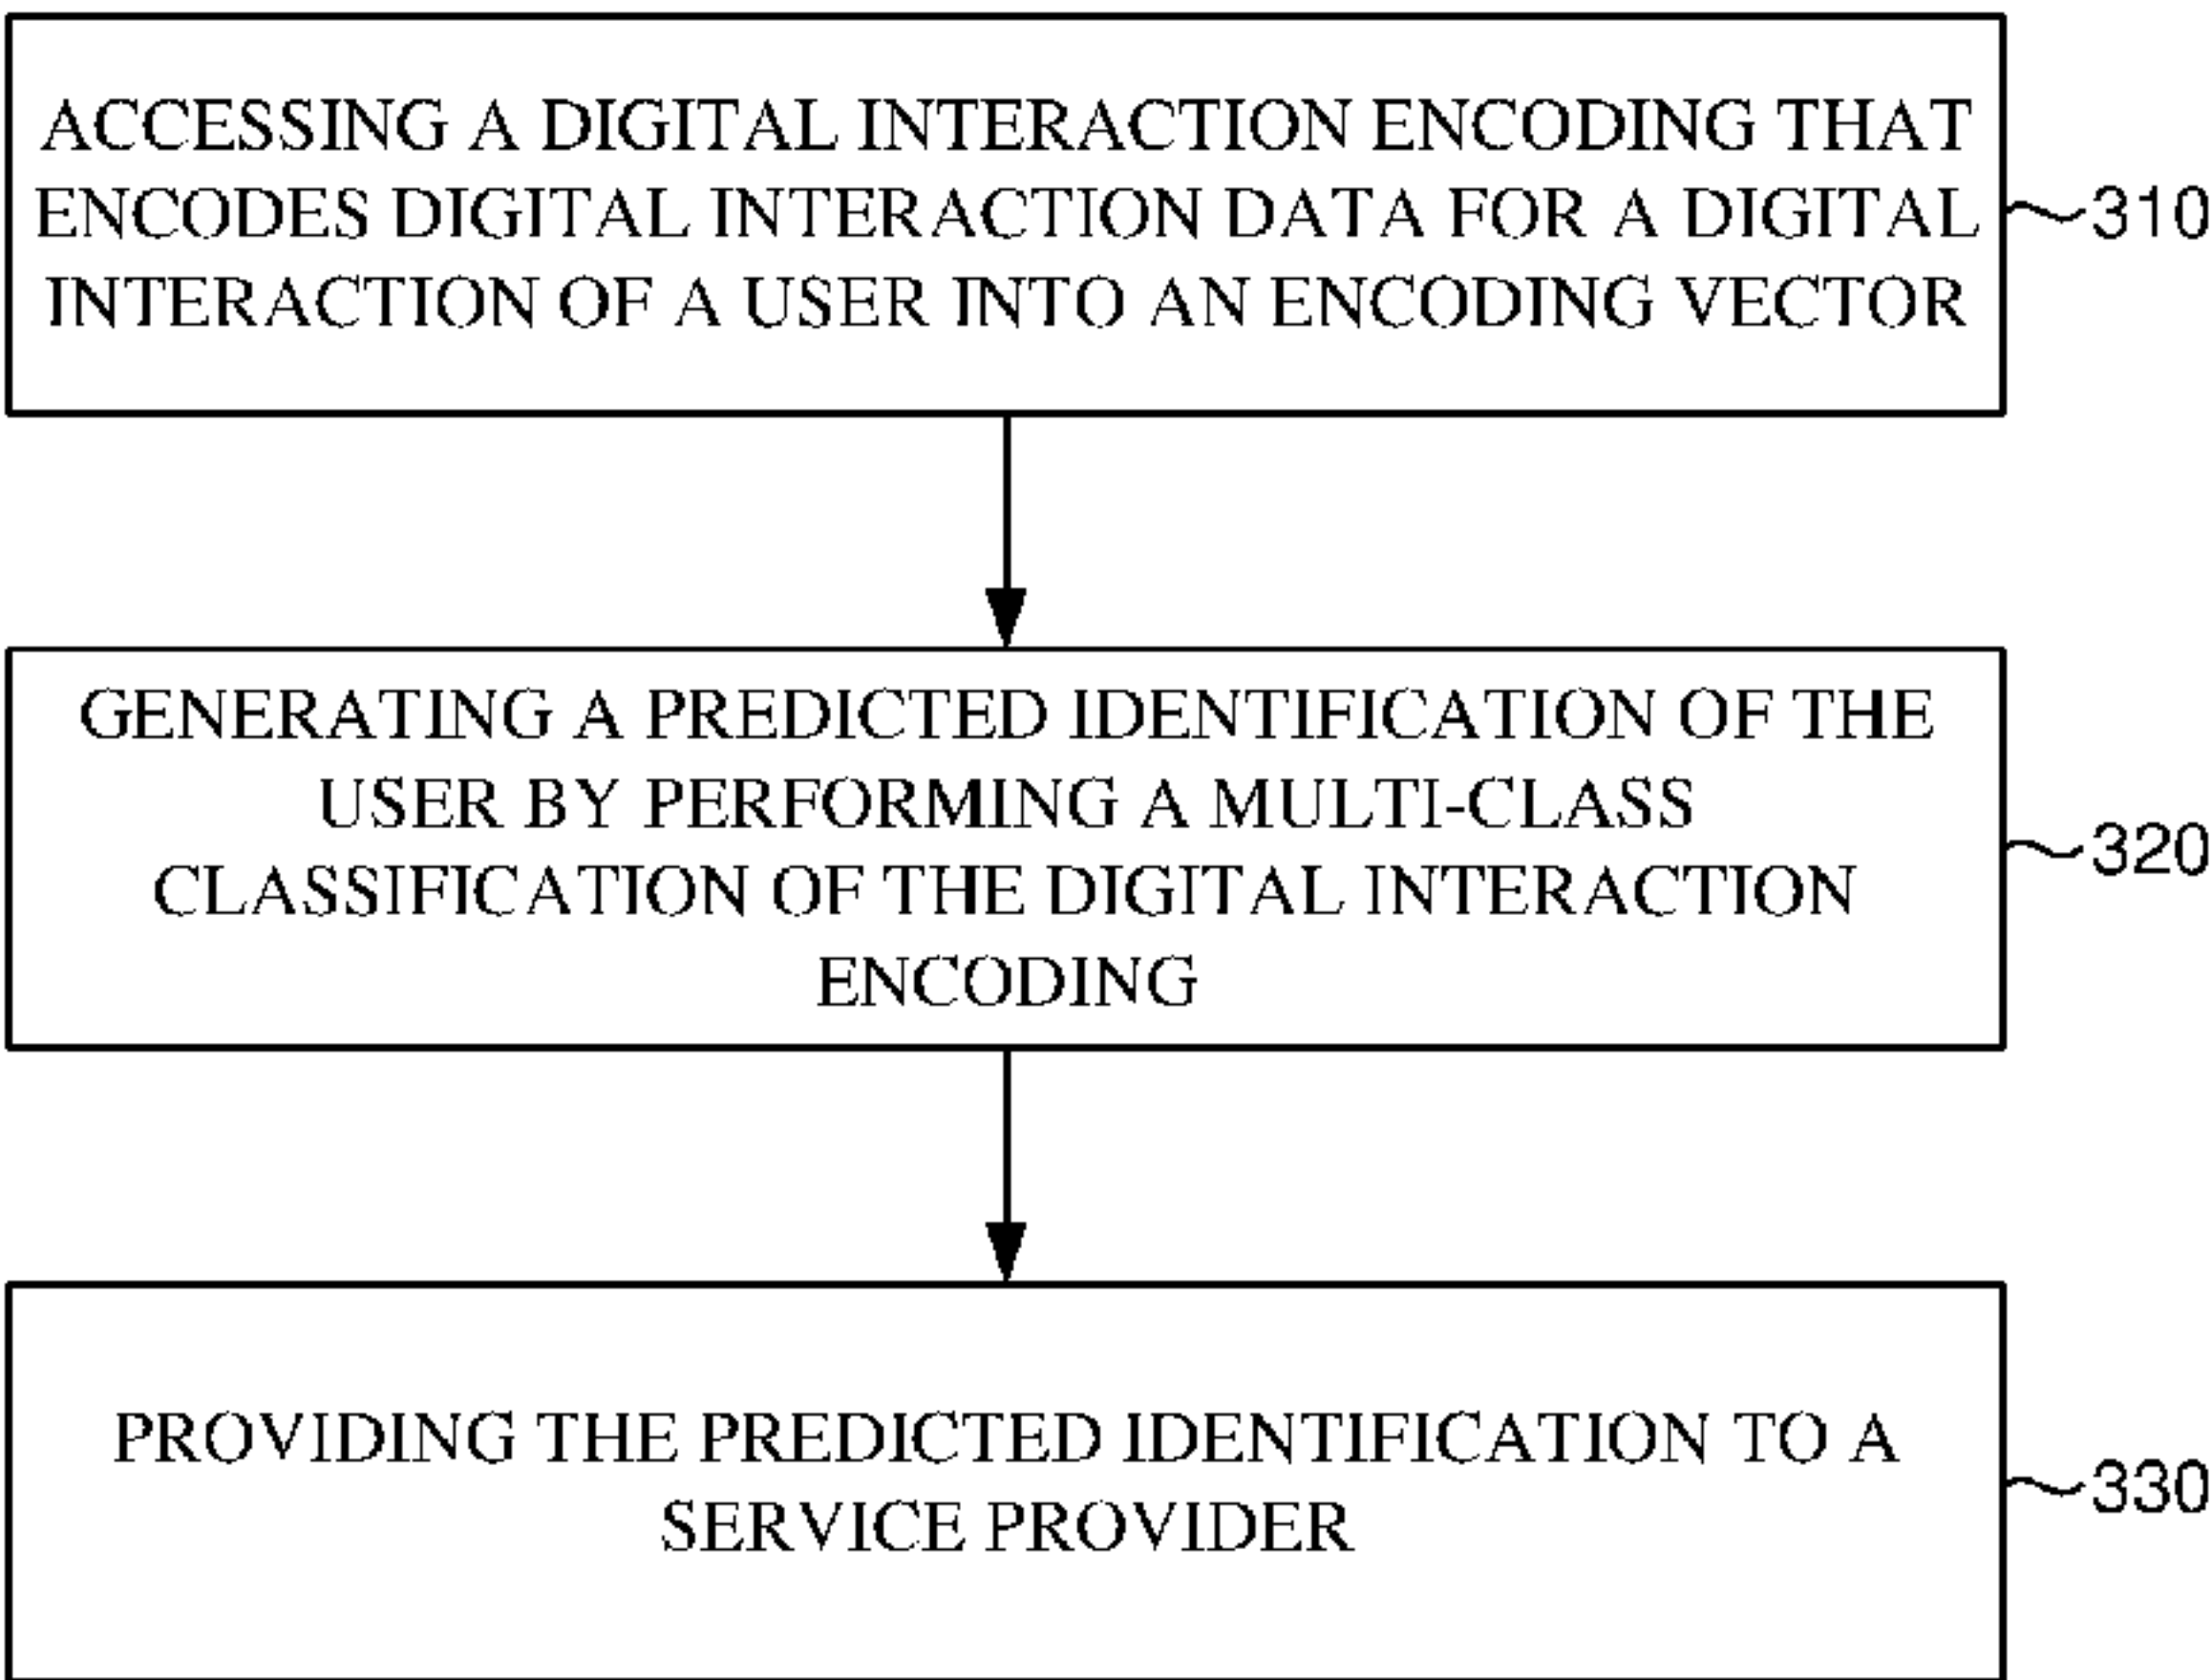 ACCESSING A DIGITAL INTERACTION ENCODING THAT
ENCODES DIGITAL INTERACTION DATA FOR A DIGITAL
INTERACTION OF A USER INTO AN ENCODING VECTOR
310
GENERATING A PREDICTED IDENTIFICATION OF THE
USER BY PERFORMING A MULTI-CLASS
CLASSIFICATION OF THE DIGITAL INTERACTION
ENCODING
320
PROVIDING THE PREDICTED IDENTIFICATION TO A
SERVICE PROVIDER
330